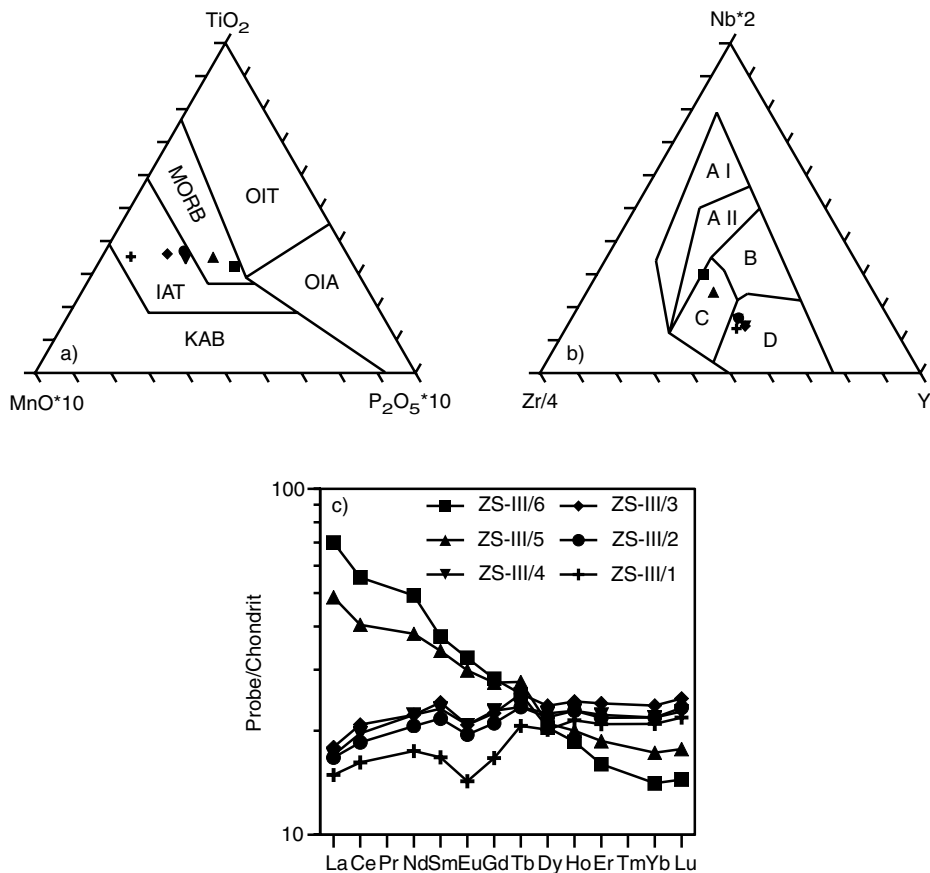 TiO2
MORB
OIT
OIA
IAT
KAB
a)
MnO*10
P2O5*10
Nb*2
A I
A II
B
C
D
b)
Zr/4
Y
c)
ZS-III/6
ZS-III/3
ZS-III/5
ZS-III/2
ZS-III/4
ZS-III/1
100
10
Probe/Chondrit
La Ce Pr Nd Sm Eu Gd Tb Dy Ho Er Tm Yb Lu